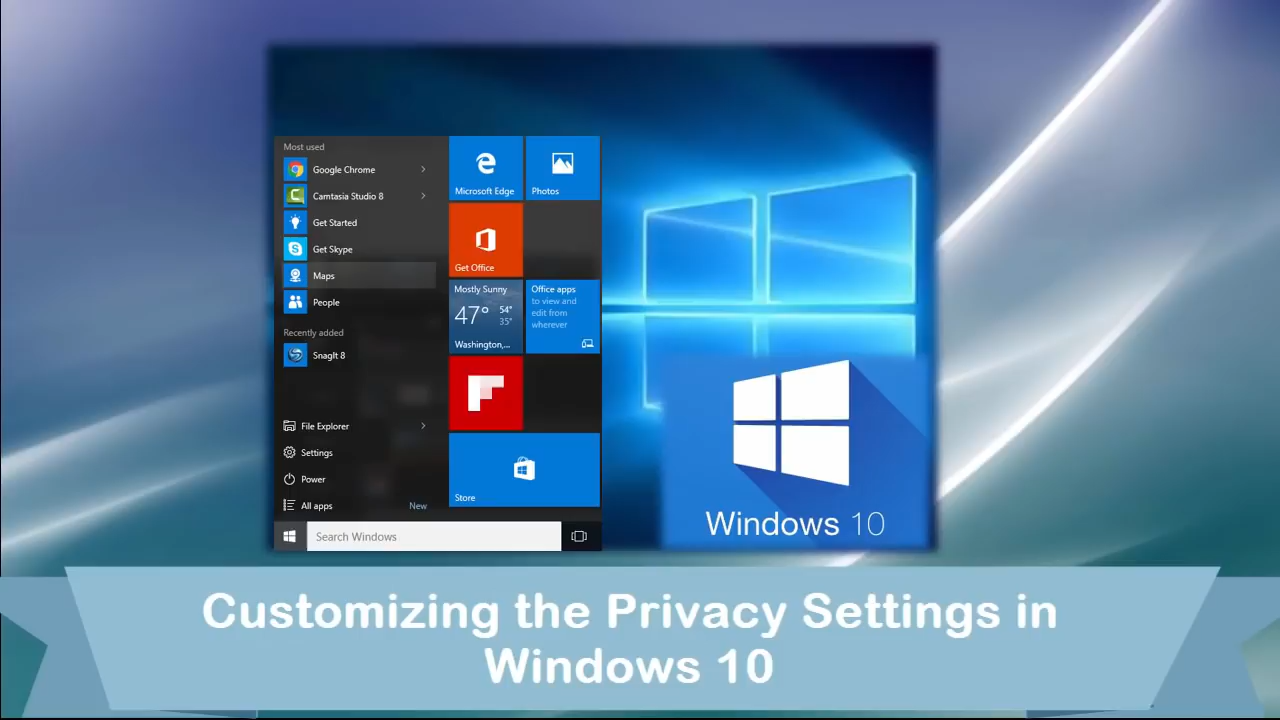 Most used
Google Chrome
Camtasia Studio 8
Get Started
Get Skype
Maps
People
Recently added
SnagIt 8
File Explorer
Settings
Power
All apps New
Search Windows
Microsoft Edge
Photos
Get Office
Mostly Sunny
47° 54°
35°
Washington,...
Office apps
to view and
edit from
wherever
Store
Windows 10
Customizing the Privacy Settings in
Windows 10